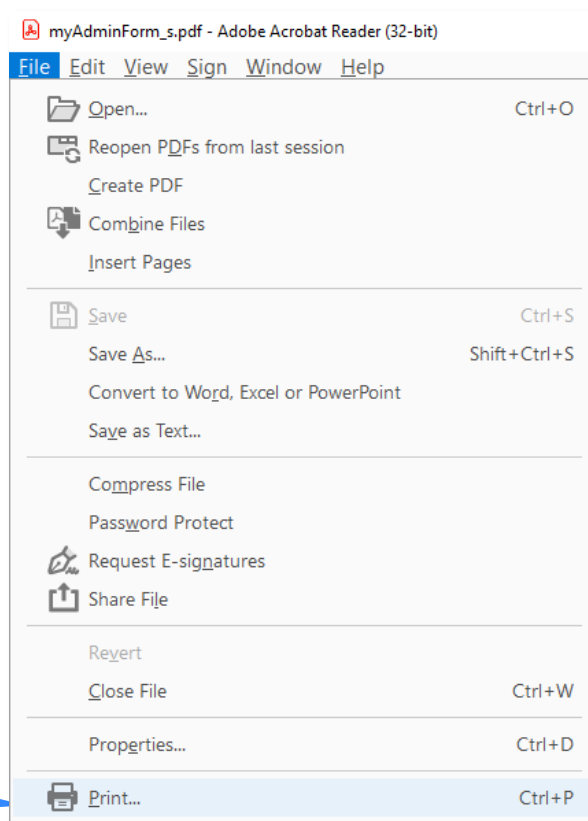 myAdminForm_s.pdf - Adobe Acrobat Reader (32-bit)
File Edit View Sign Window Help
Open... Ctrl+O
Reopen PDFs from last session
Create PDF
Combine Files
Insert Pages
Save Ctrl+S
Save As... Shift+Ctrl+S
Convert to Word, Excel or PowerPoint
Save as Text...
Compress File
Password Protect
Request E-signatures
Share File
Revert
Close File Ctrl+W
Properties... Ctrl+D
Print... Ctrl+P